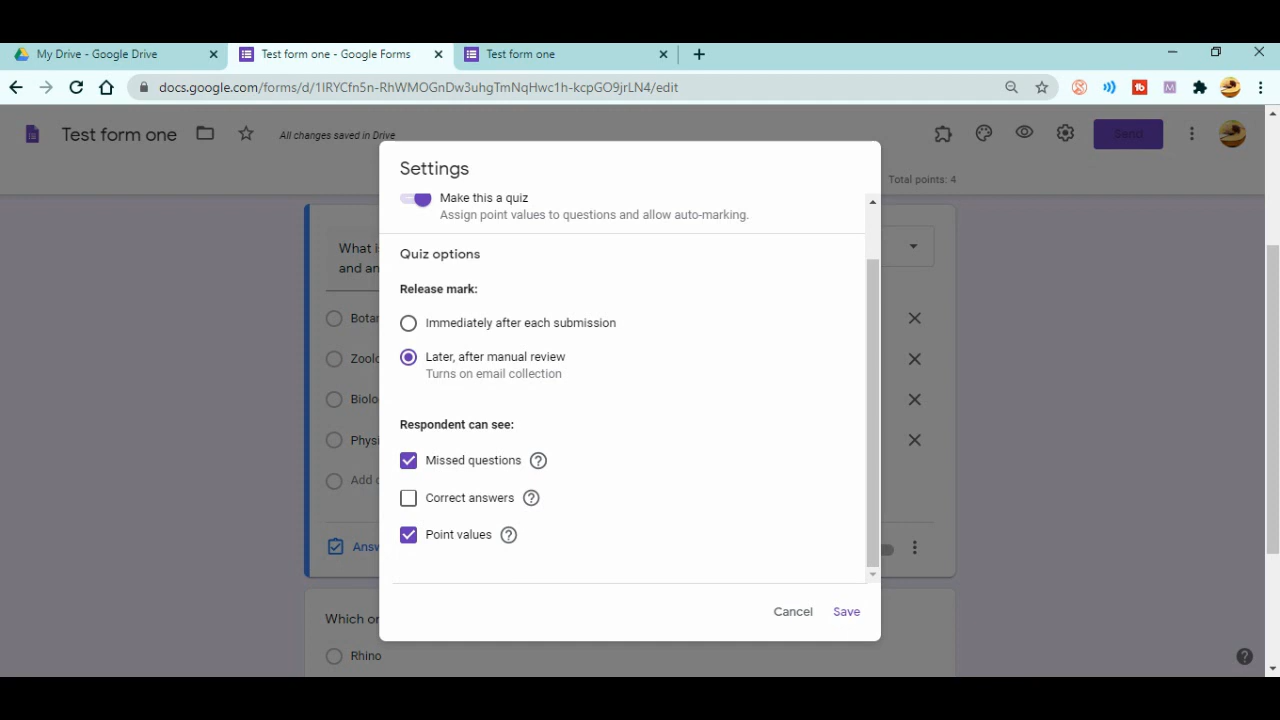 My Drive - Google Drive
Test form one - Google Forms
Test form one
docs.google.com/forms/d/1IRYCfn5n-RhWMOGnDw3uhgTmNqHwc1h-kcpGO9jrLN4/edit
Test form one
All changes saved in Drive
Send
Total points: 4
Settings
Make this a quiz
Assign point values to questions and allow auto-marking.
Quiz options
Release mark:
Immediately after each submission
Later, after manual review
Turns on email collection
Respondent can see:
Missed questions
Correct answers
Point values
Cancel
Save
What i
and an
Botan
Zoolo
Biolo
Physi
Add o
Answ
Which or
Rhino